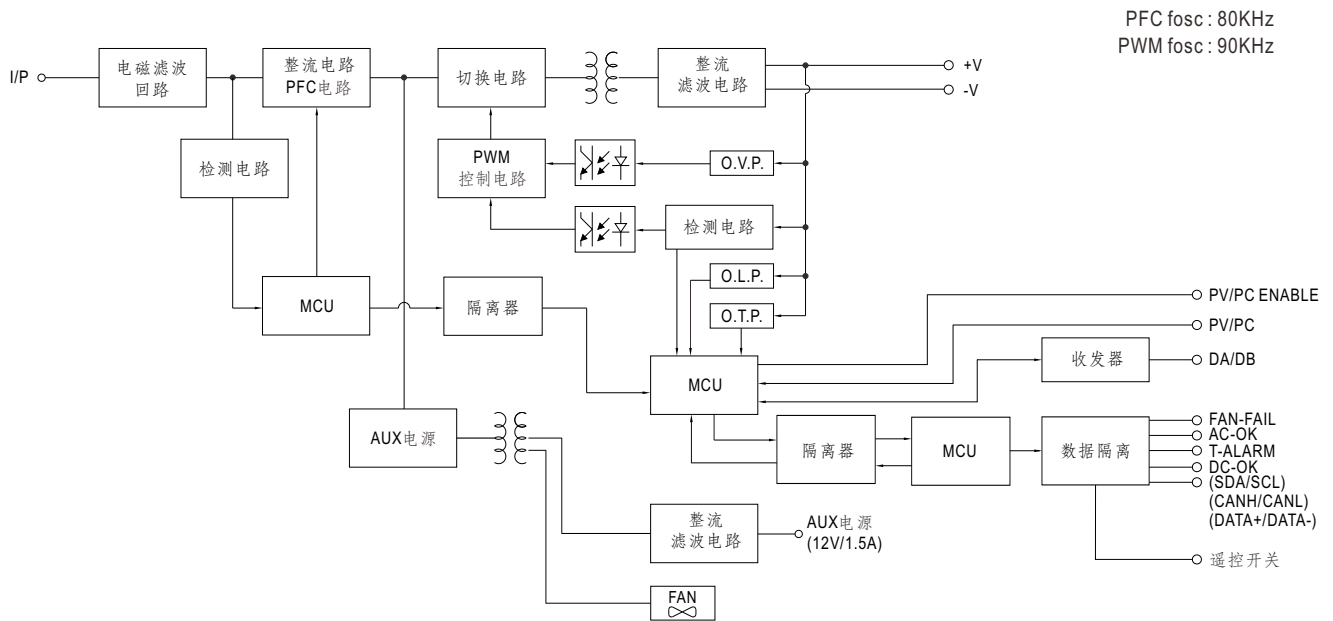 PFC fosc : 80KHz
PWM fosc : 90KHz
I/P
电磁滤波
回路
整流电路
PFC电路
切换电路
整流
滤波电路
+V
-V
检测电路
PWM
控制电路
O.V.P.
检测电路
O.L.P.
O.T.P.
MCU
隔离器
MCU
PV/PC ENABLE
PV/PC
收发器
DA/DB
AUX电源
隔离器
MCU
数据隔离
FAN-FAIL
AC-OK
T-ALARM
DC-OK
(SDA/SCL)
(CANH/CANL)
(DATA+/DATA-)
整流
滤波电路
AUX电源
(12V/1.5A)
遥控开关
FAN